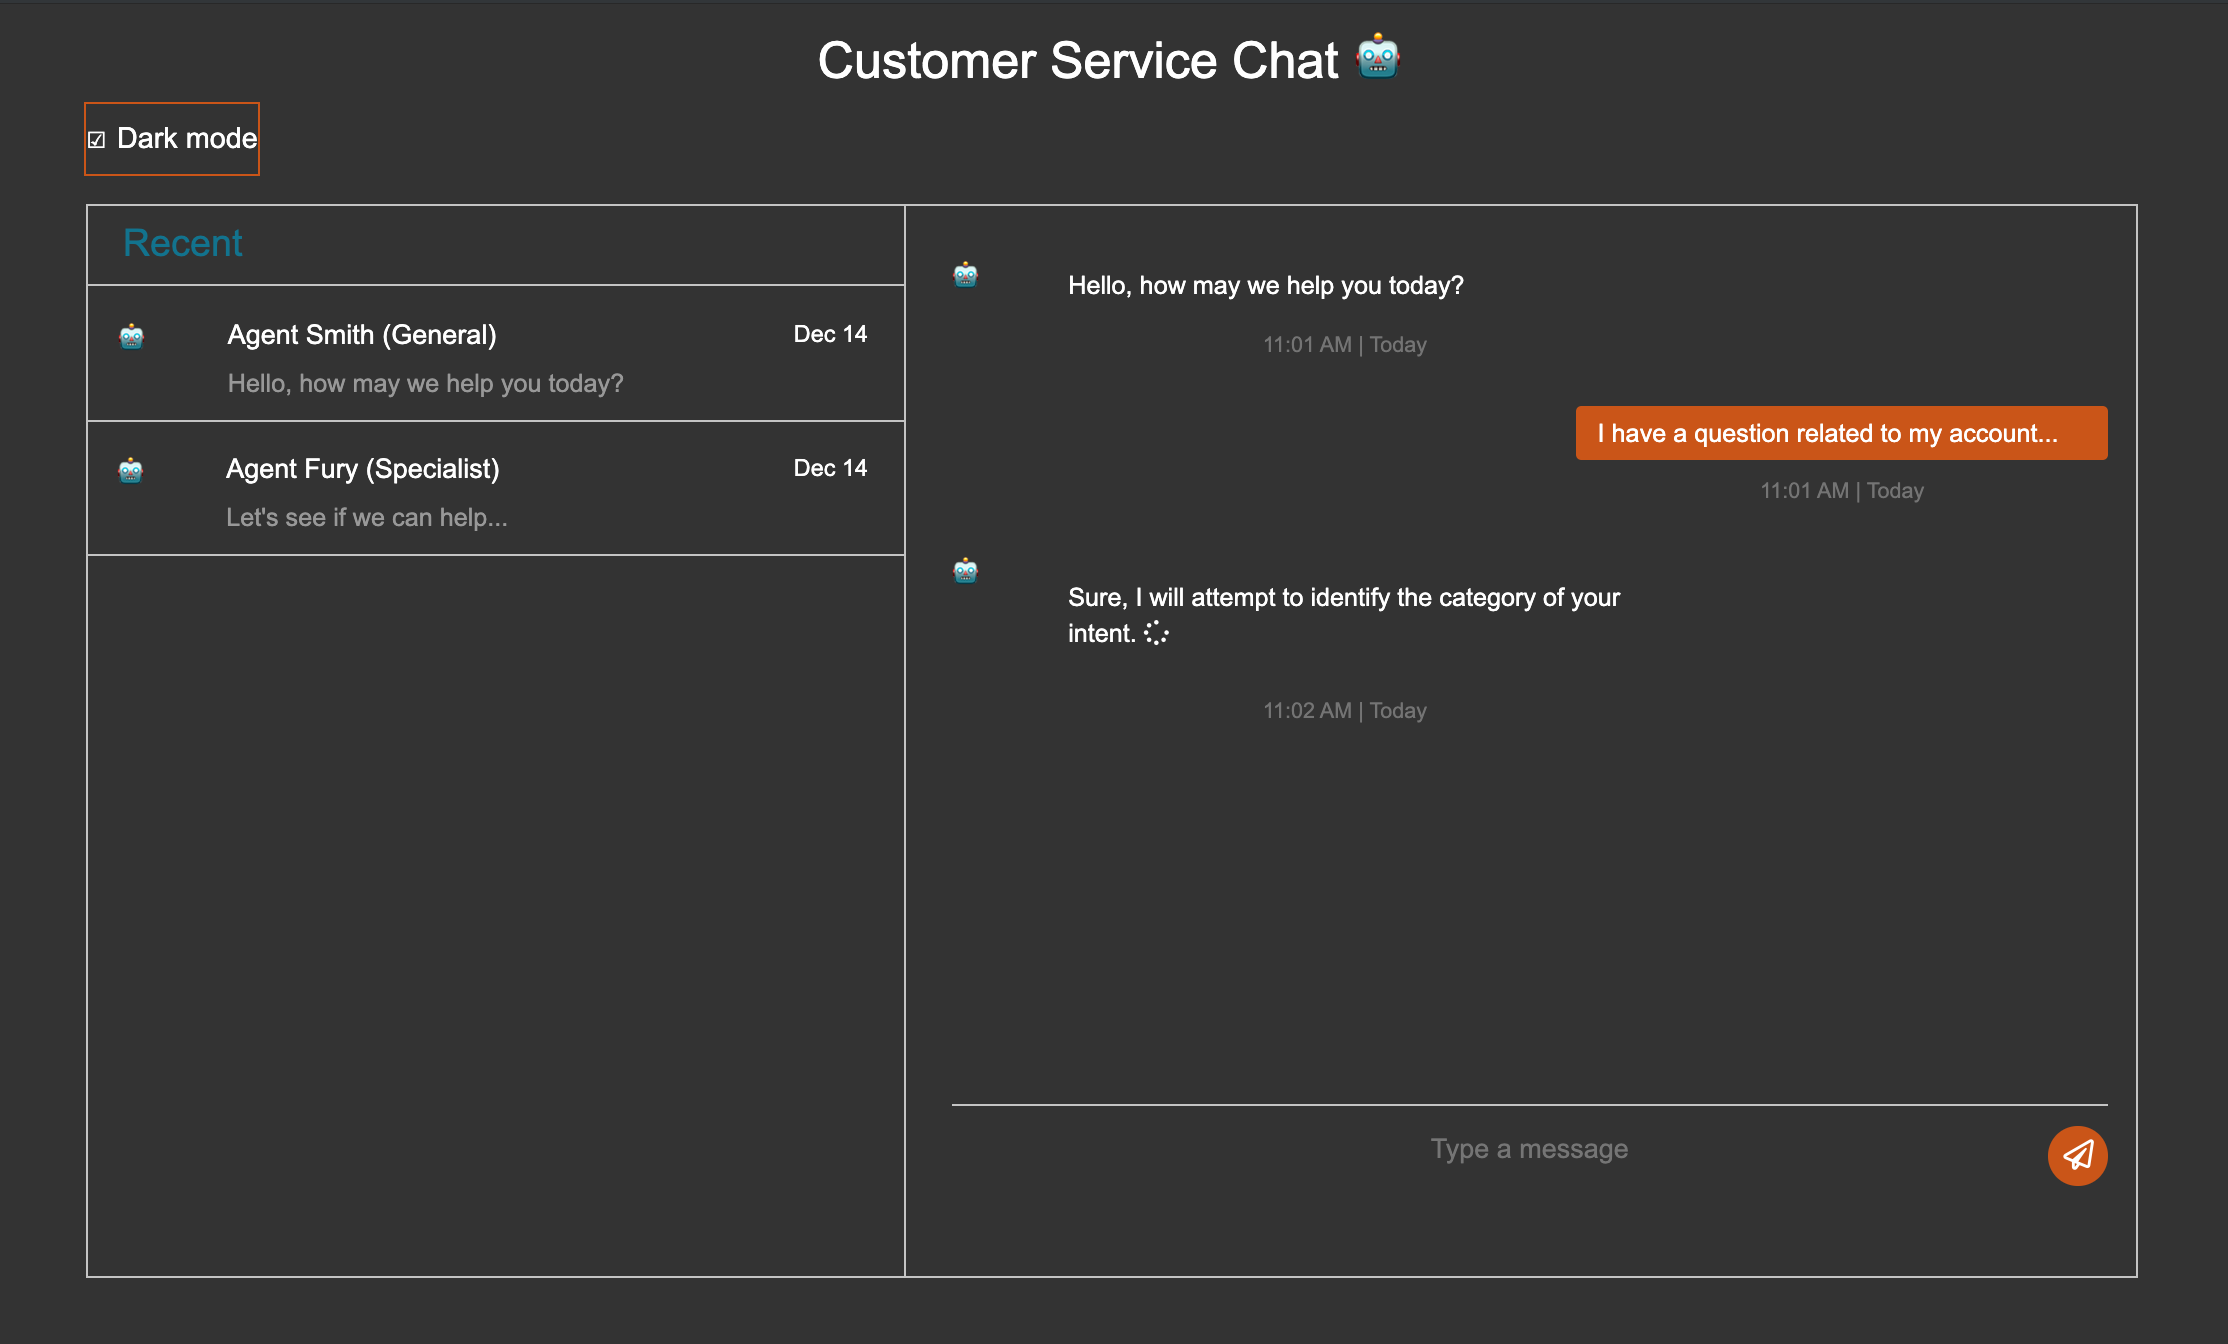 Customer Service Chat 🤖
☑ Dark mode
Recent
Agent Smith (General) Dec 14
Hello, how may we help you today?
Agent Fury (Specialist) Dec 14
Let's see if we can help...
Hello, how may we help you today?
11:01 AM | Today
I have a question related to my account...
11:01 AM | Today
Sure, I will attempt to identify the category of your
intent.
11:02 AM | Today
Type a message